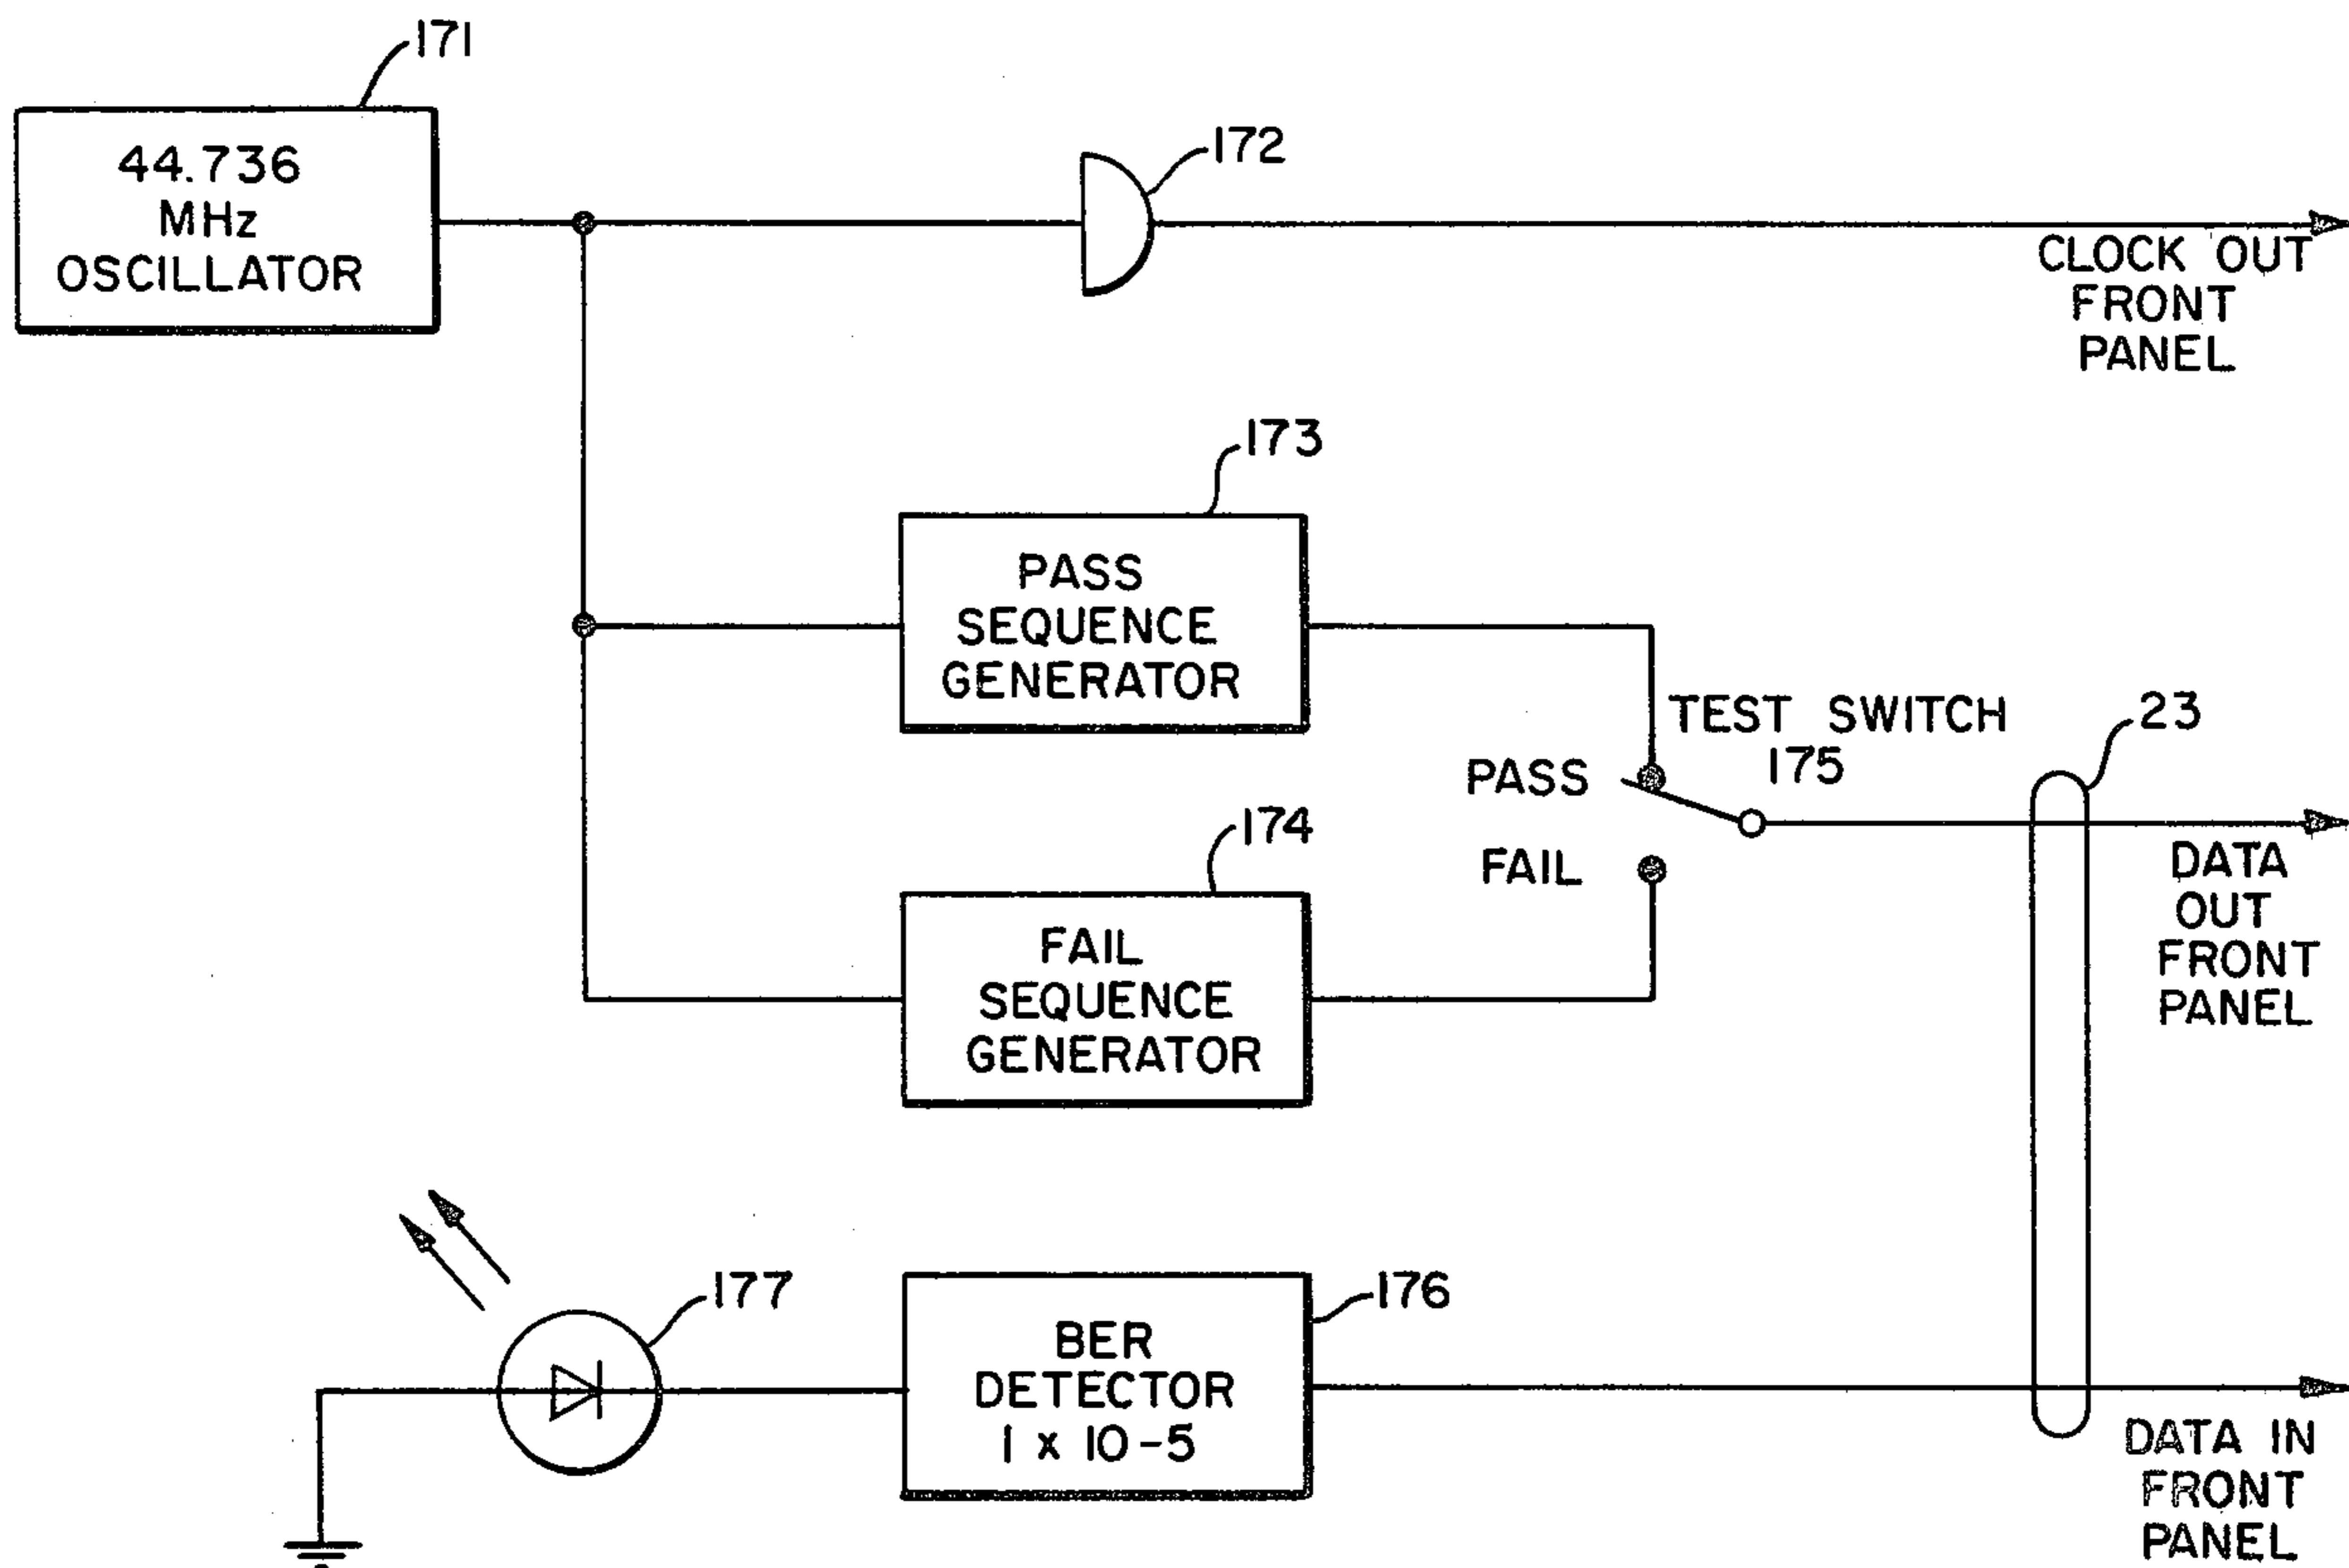 171
44.736
MHz
OSCILLATOR
172
CLOCK OUT
FRONT
PANEL
173
PASS
SEQUENCE
GENERATOR
TEST SWITCH
175
PASS
FAIL
23
DATA
OUT
FRONT
PANEL
174
FAIL
SEQUENCE
GENERATOR
177
176
BER
DETECTOR
1 x 10-5
DATA IN
FRONT
PANEL